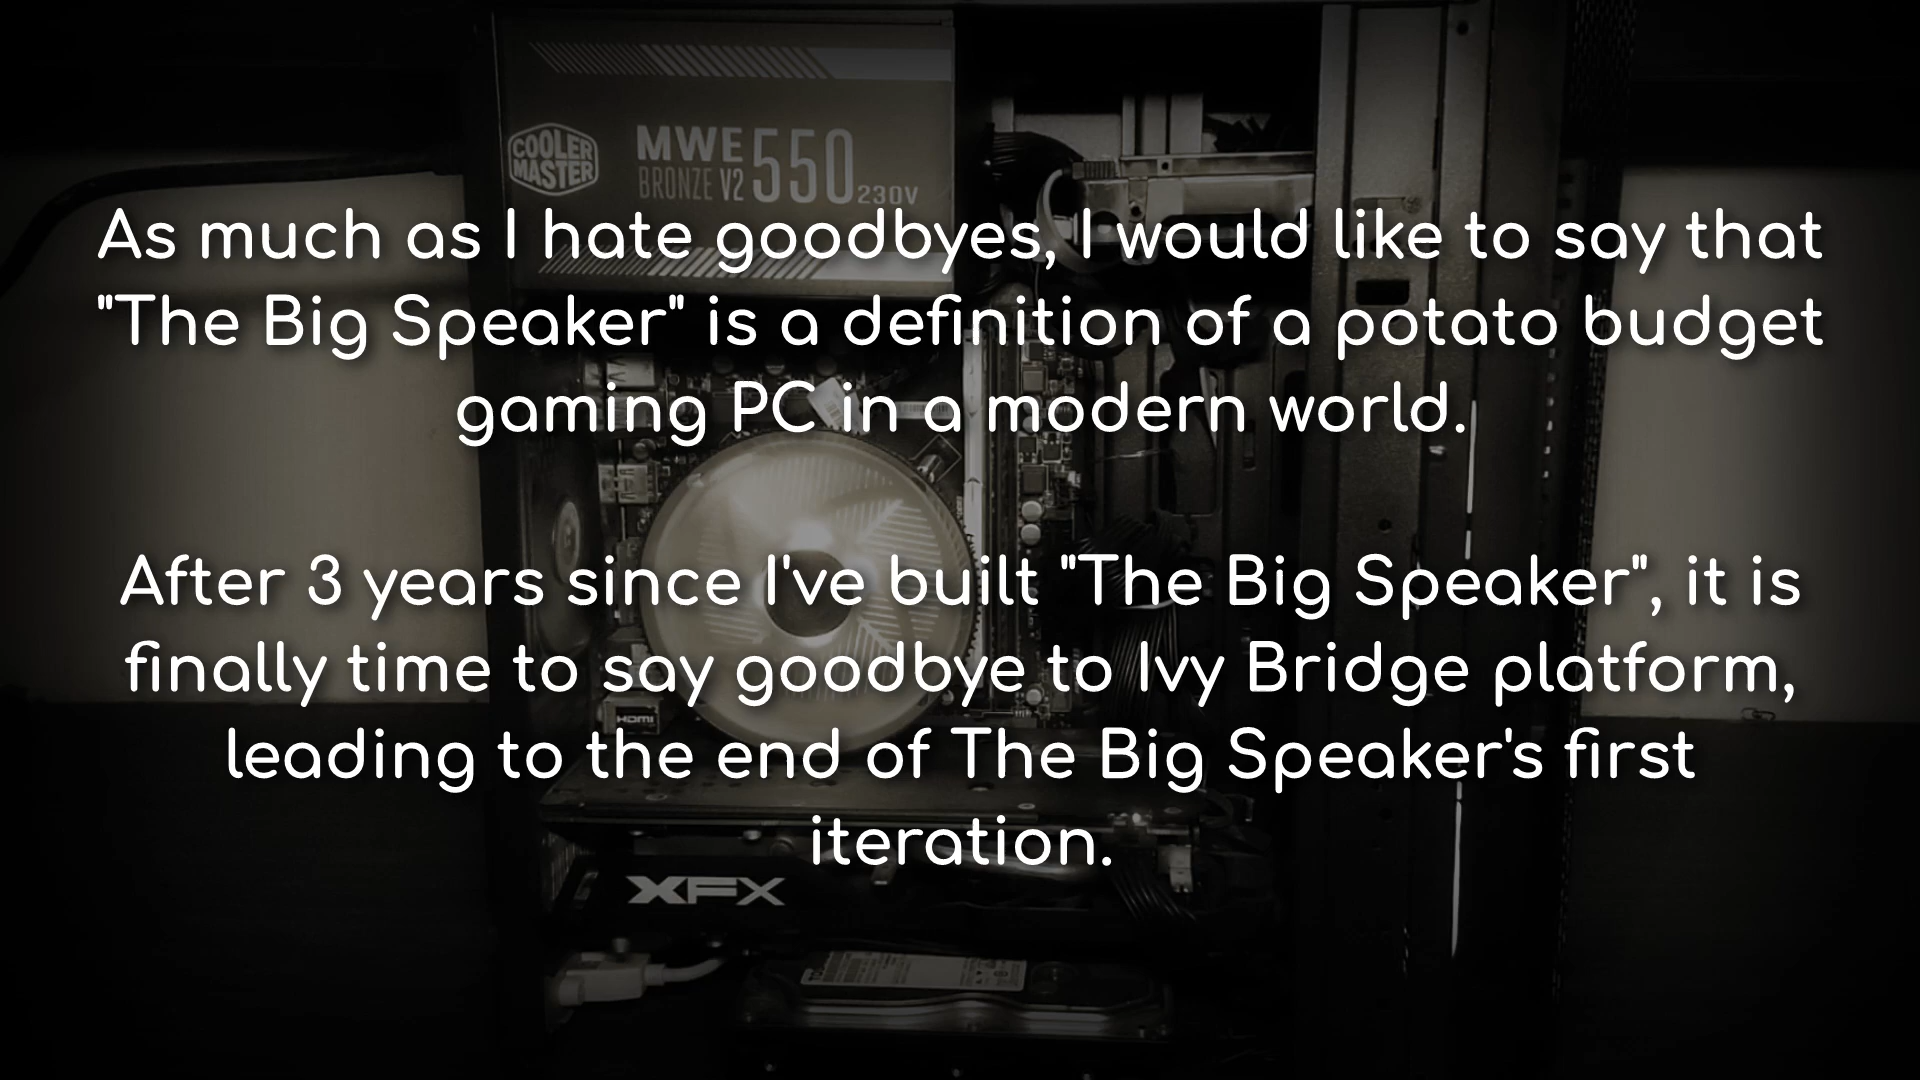 COOLER
MASTER
MWE 550
BRONZE V2
230V
As much as I hate goodbyes, I would like to say that
"The Big Speaker" is a definition of a potato budget
gaming PC in a modern world.
After 3 years since I've built "The Big Speaker", it is
finally time to say goodbye to Ivy Bridge platform,
leading to the end of The Big Speaker's first
iteration.
HDMI
XFX